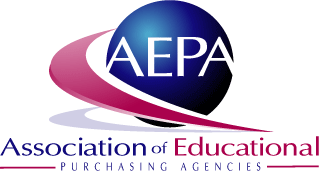 AEPA
Association of Educational
PURCHASING AGENCIES